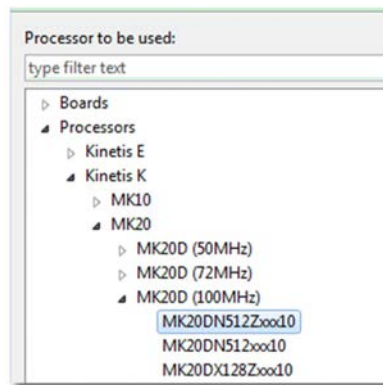 Processor to be used:
type filter text
Boards
Processors
Kinetis E
Kinetis K
MK10
MK20
MK20D (50MHz)
MK20D (72MHz)
MK20D (100MHz)
MK20DN512Zxxx10
MK20DN512xxx10
MK20DX128Zxxx10